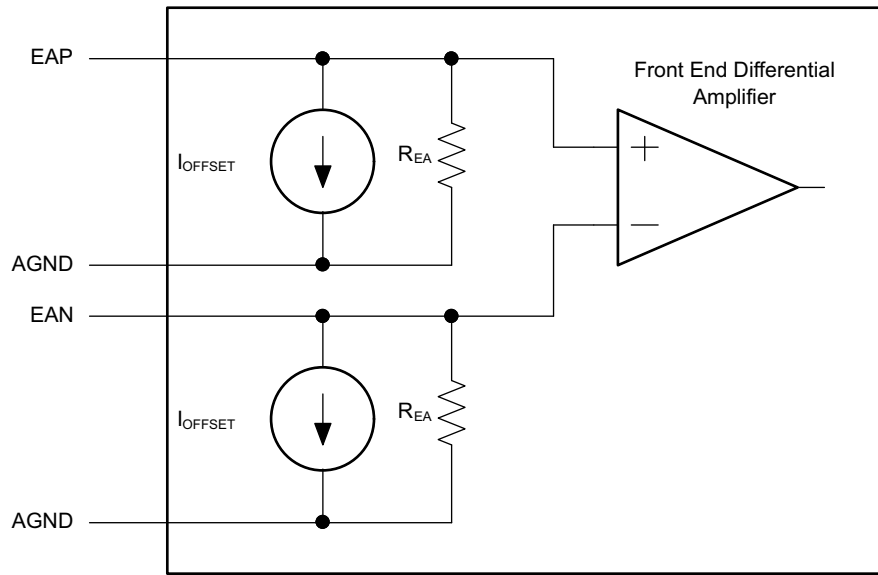 EAP
Front End Differential
Amplifier
I_OFFSET
R_EA
+
AGND
−
EAN
I_OFFSET
R_EA
AGND